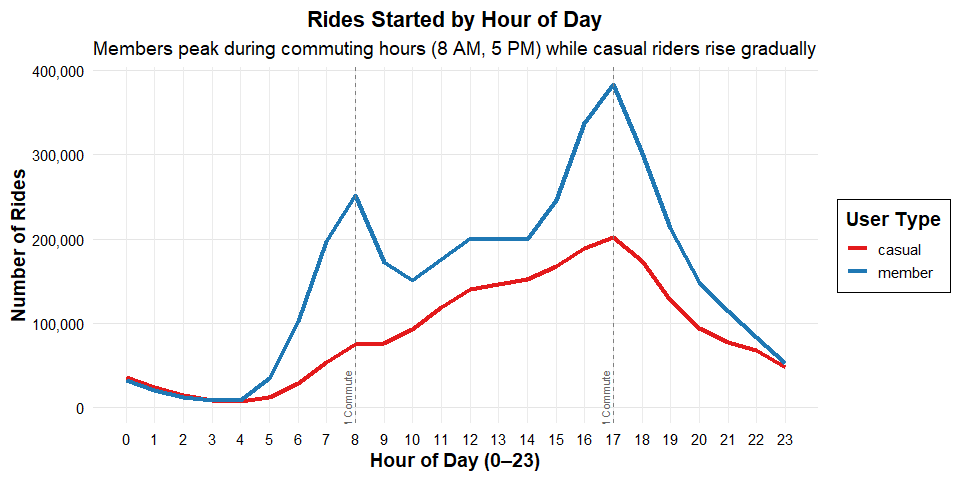 Rides Started by Hour of Day
Members peak during commuting hours (8 AM, 5 PM) while casual riders rise gradually
400,000
300,000
200,000
100,000
0
Number of Rides
Commute
Commute
0 1 2 3 4 5 6 7 8 9 10 11 12 13 14 15 16 17 18 19 20 21 22 23
Hour of Day (0–23)
User Type
casual
member